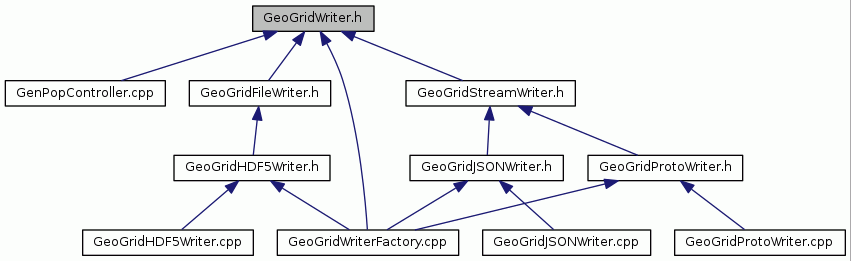 GeoGridWriter.h
GenPopController.cpp
GeoGridFileWriter.h
GeoGridStreamWriter.h
GeoGridHDF5Writer.h
GeoGridJSONWriter.h
GeoGridProtoWriter.h
GeoGridHDF5Writer.cpp
GeoGridWriterFactory.cpp
GeoGridJSONWriter.cpp
GeoGridProtoWriter.cpp